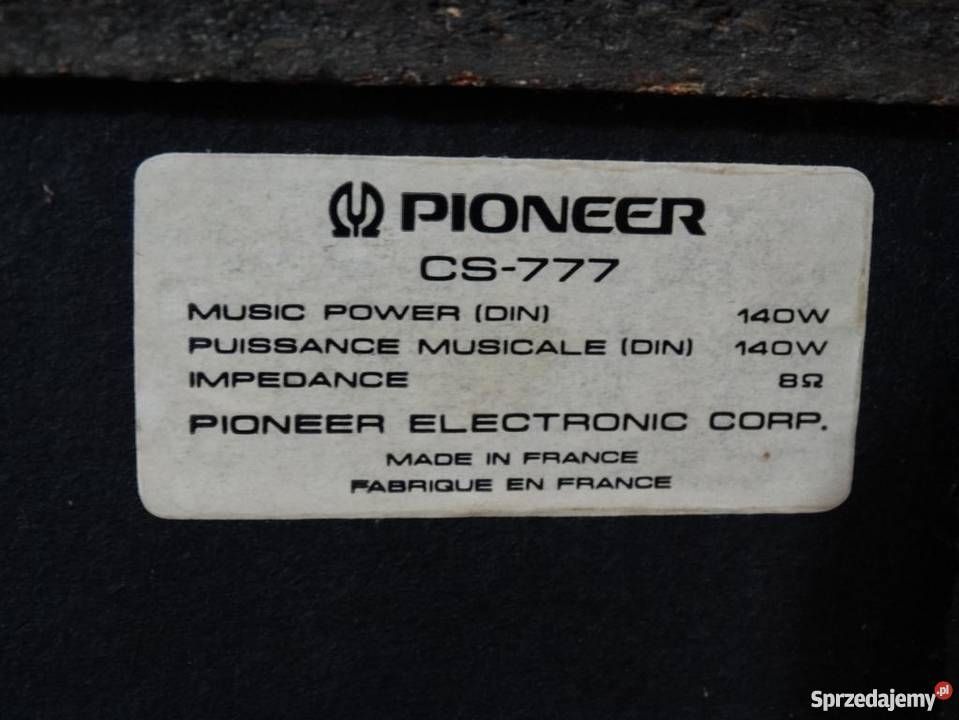 PIONEER
CS-777
MUSIC POWER (DIN) 140W
PUISSANCE MUSICALE (DIN) 140W
IMPEDANCE 8Ω
PIONEER ELECTRONIC CORP.
MADE IN FRANCE
FABRIQUE EN FRANCE
Sprzedajemy.pl